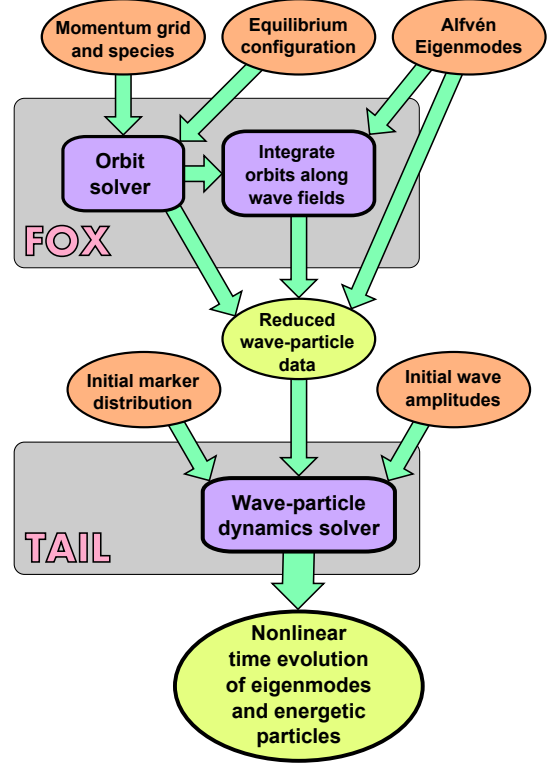 Momentum grid
and species
Equilibrium
configuration
Alfvén
Eigenmodes
Orbit
solver
Integrate
orbits along
wave fields
FOX
Reduced
wave-particle
data
Initial marker
distribution
Initial wave
amplitudes
Wave-particle
dynamics solver
TAIL
Nonlinear
time evolution
of eigenmodes
and energetic
particles